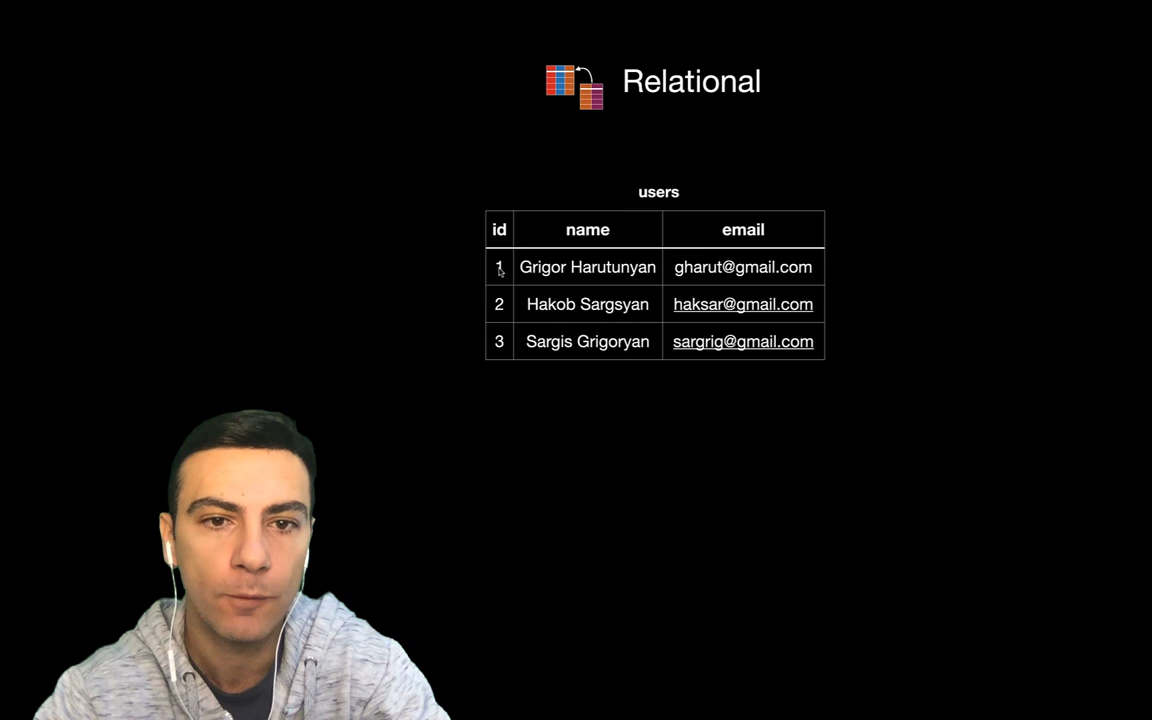 Relational
users
id name email
1 Grigor Harutunyan gharut@gmail.com
2 Hakob Sargsyan haksar@gmail.com
3 Sargis Grigoryan sargrig@gmail.com